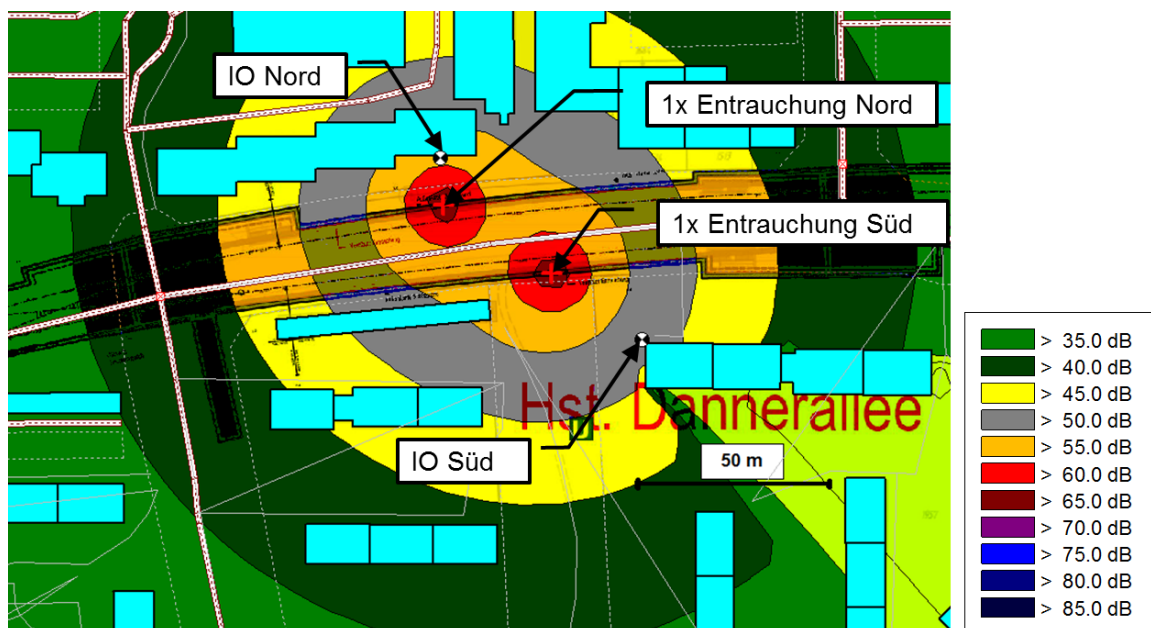 IO Nord
1x Entrauchung Nord
1x Entrauchung Süd
Hst. Dannerallee
IO Süd
50 m
> 35.0 dB
> 40.0 dB
> 45.0 dB
> 50.0 dB
> 55.0 dB
> 60.0 dB
> 65.0 dB
> 70.0 dB
> 75.0 dB
> 80.0 dB
> 85.0 dB